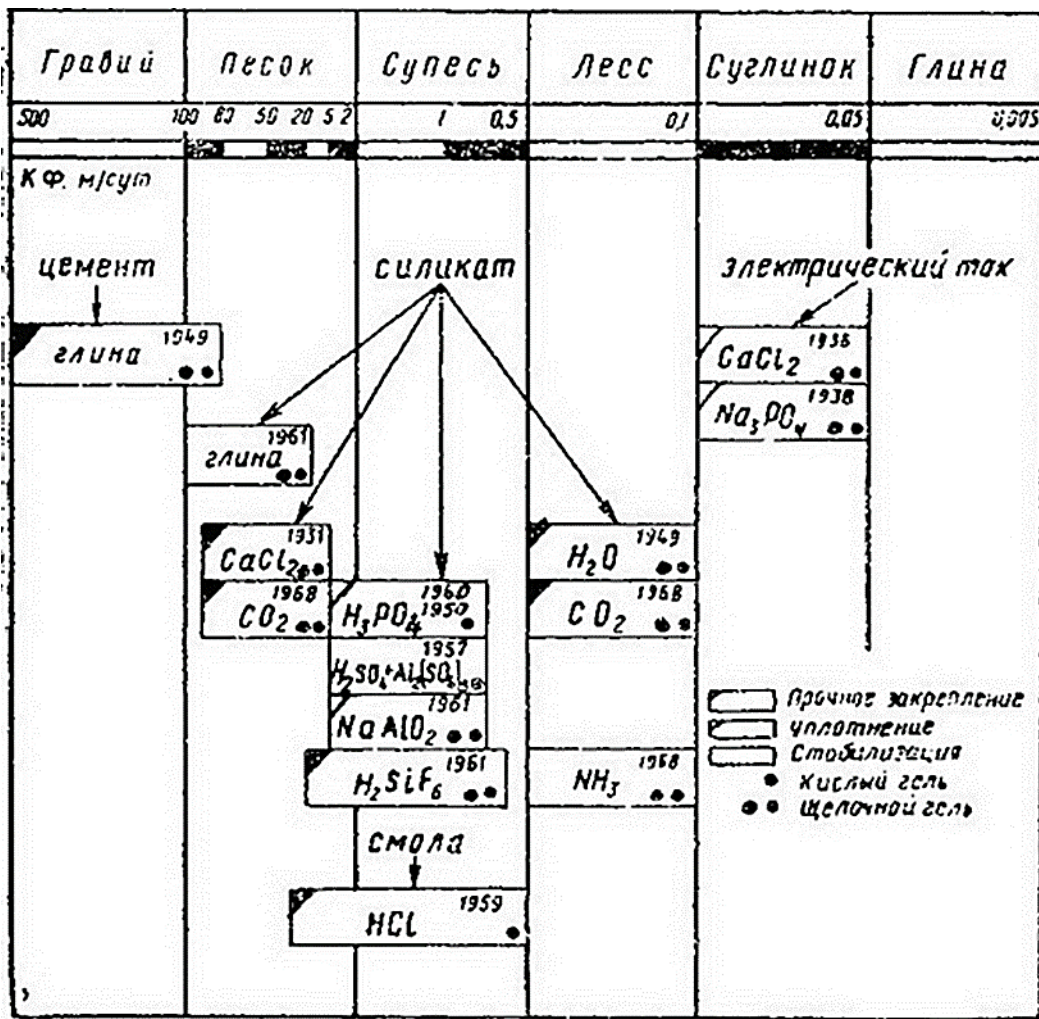 Гравий Песок Супесь Лесс Суглинок Глина
500 100 80 50 20 5 2 1 0,5 0,1 0,05 0,005
КФ. м/сут
цемент силикат электрический ток
глина 1949
CaCl2 1936
Na3PO4 1938
глина 1961
CaCl2 1931
H2O 1949
CO2 1968
H3PO4 1960 1950
CO2 1968
1957
H2SO4+Al2[SO4]
NaAlO2 1961
H2SiF6 1961
NH3 1968
Прочное закрепление
уплотнение
Стобилизация
Кислый гель
Щелочной гель
смола
HCl 1959